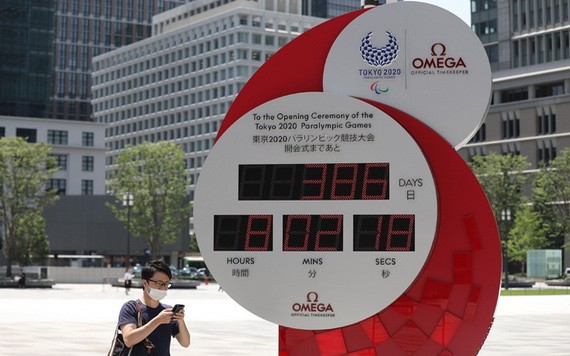 TOKYO 2020
PARALYMPIC GAMES
Ω
OMEGA
OFFICIAL TIMEKEEPER
To the Opening Ceremony of the
Tokyo 2020 Paralympic Games
東京2020パラリンピック競技大会
開会式まであと
386 DAYS
日
8 02 18
HOURS MINS SECS
時間 分 秒
Ω
OMEGA
OFFICIAL TIMEKEEPER